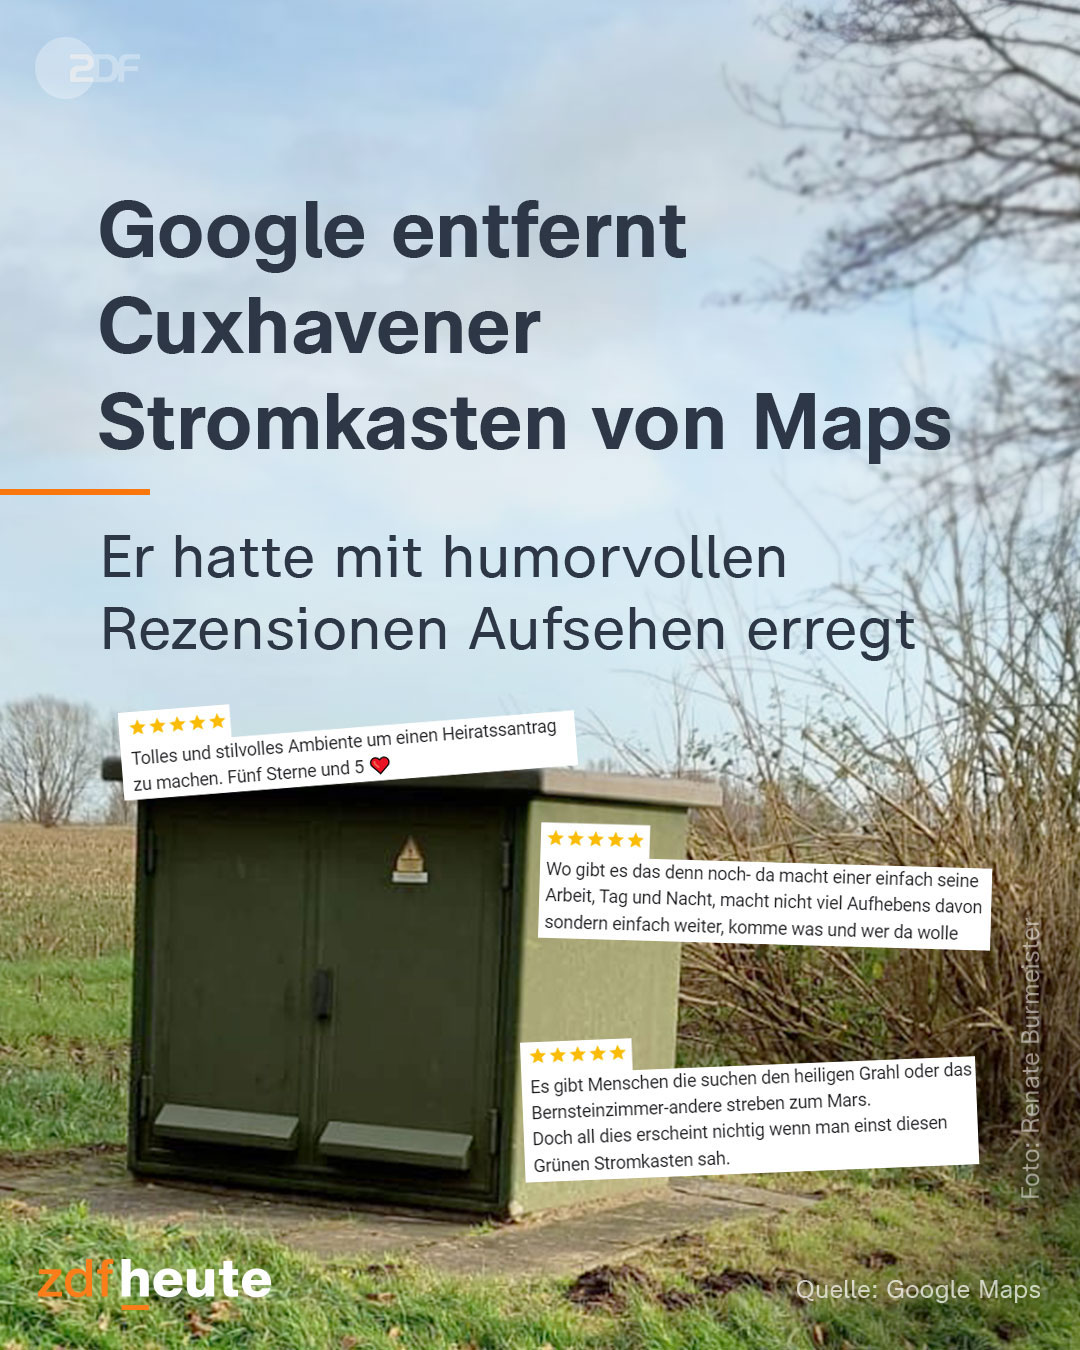 ZDF
Google entfernt
Cuxhavener
Stromkasten von Maps
Er hatte mit humorvollen
Rezensionen Aufsehen erregt
Tolles und stilvolles Ambiente um einen Heiratssantrag
zu machen. Fünf Sterne und 5 ❤️
Wo gibt es das denn noch- da macht einer einfach seine
Arbeit, Tag und Nacht, macht nicht viel Aufhebens davon
sondern einfach weiter, komme was und wer da wolle
Es gibt Menschen die suchen den heiligen Grahl oder das
Bernsteinzimmer-andere streben zum Mars.
Doch all dies erscheint nichtig wenn man einst diesen
Grünen Stromkasten sah.
Foto: Renate Burmeister
zdfheute
Quelle: Google Maps